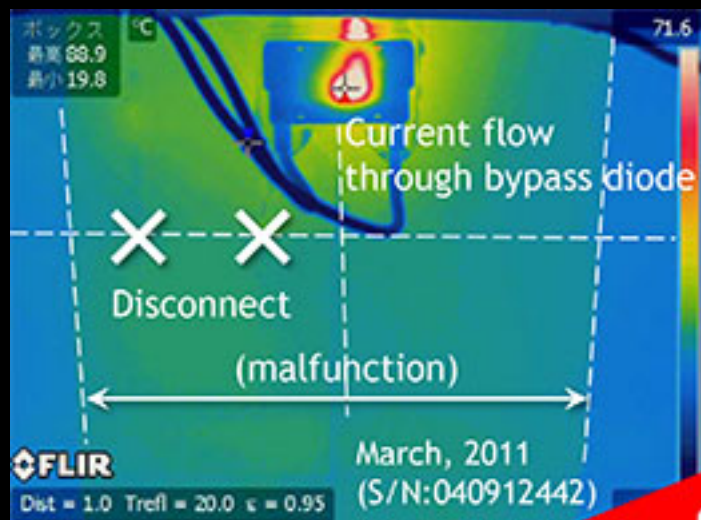 ボックス °C 71.6
最高 88.9
最小 19.8
Current flow
through bypass diode
Disconnect
(malfunction)
FLIR
March, 2011
(S/N:040912442)
Dist = 1.0 Trefl = 20.0 ε = 0.95